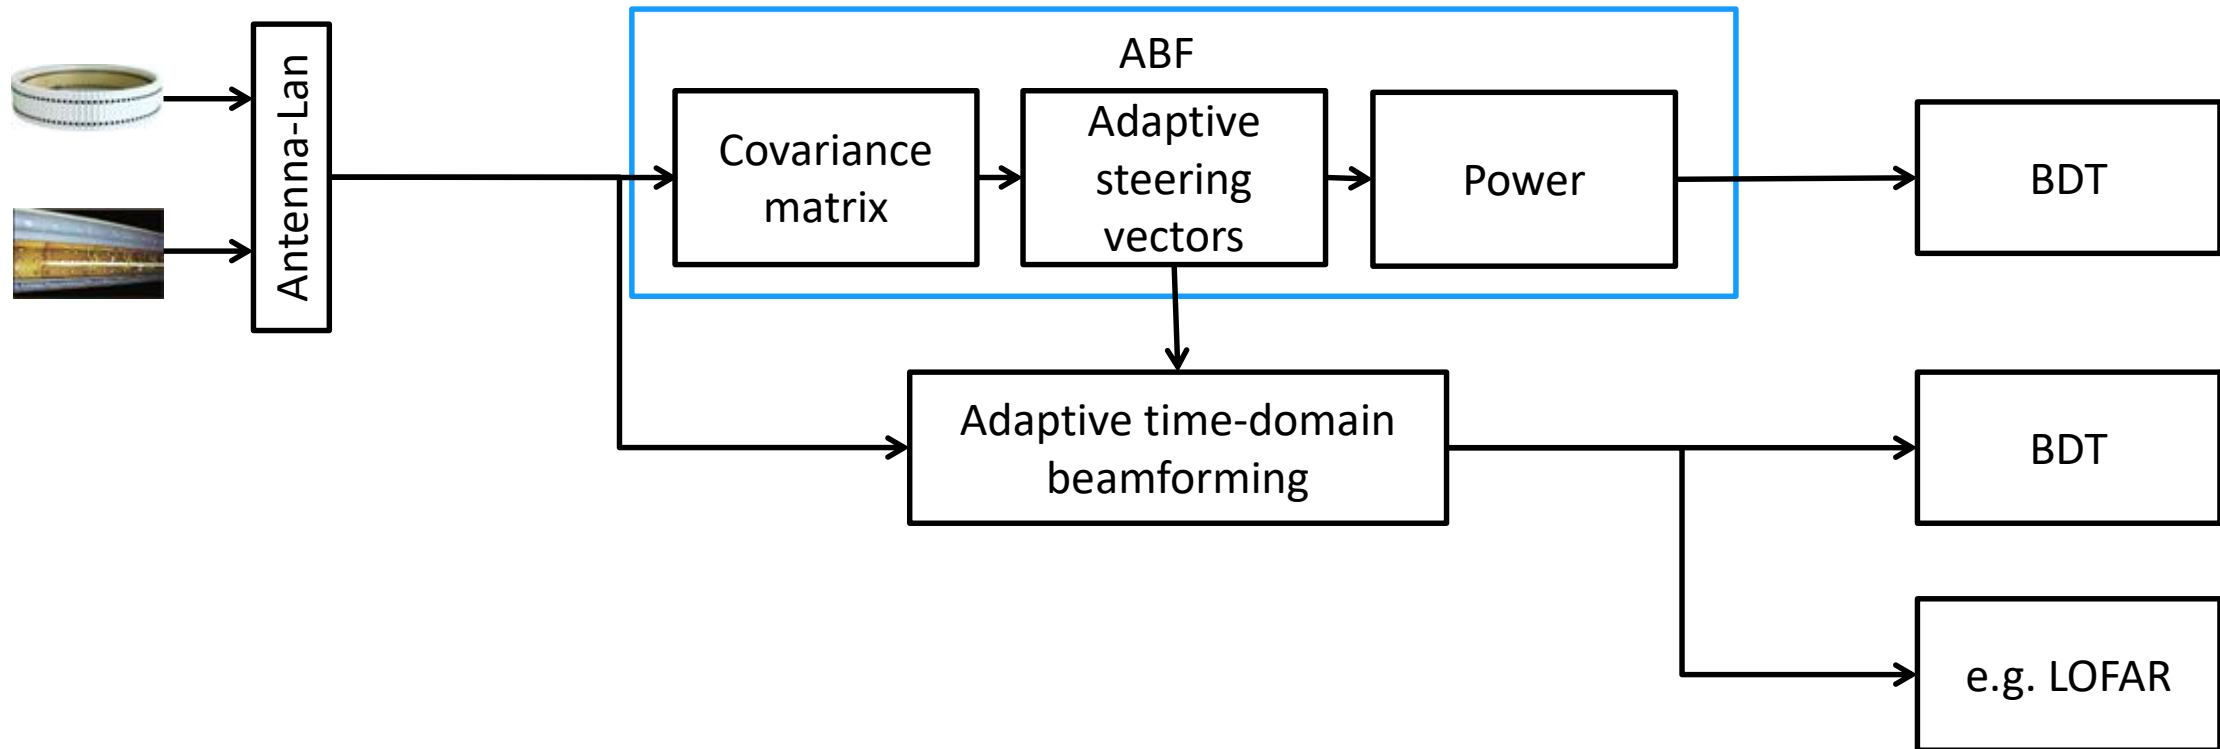 Antenna-Lan
ABF
Covariance
matrix
Adaptive
steering
vectors
Power
BDT
Adaptive time-domain
beamforming
BDT
e.g. LOFAR